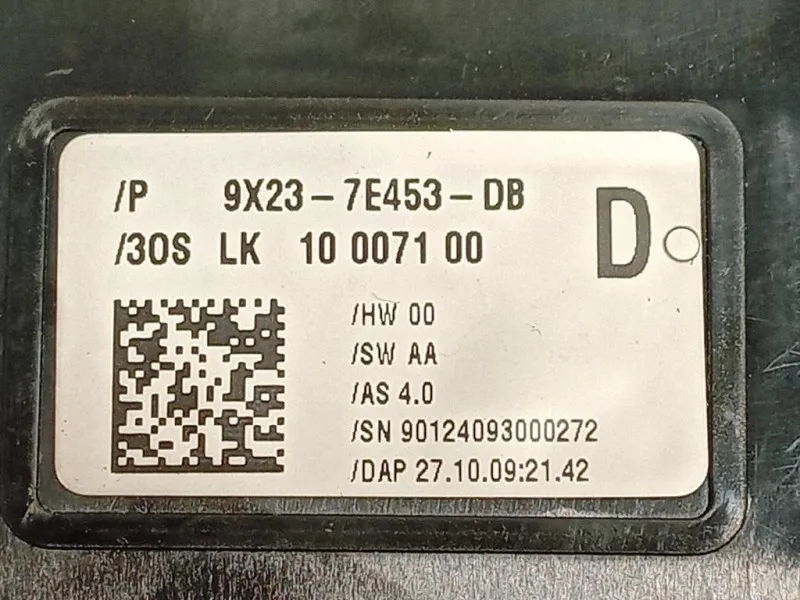 /P 9X23-7E453-DB
D
/3OS LK 10 0071 00
/HW 00
/SW AA
/AS 4.0
/SN 90124093000272
/DAP 27.10.09:21.42